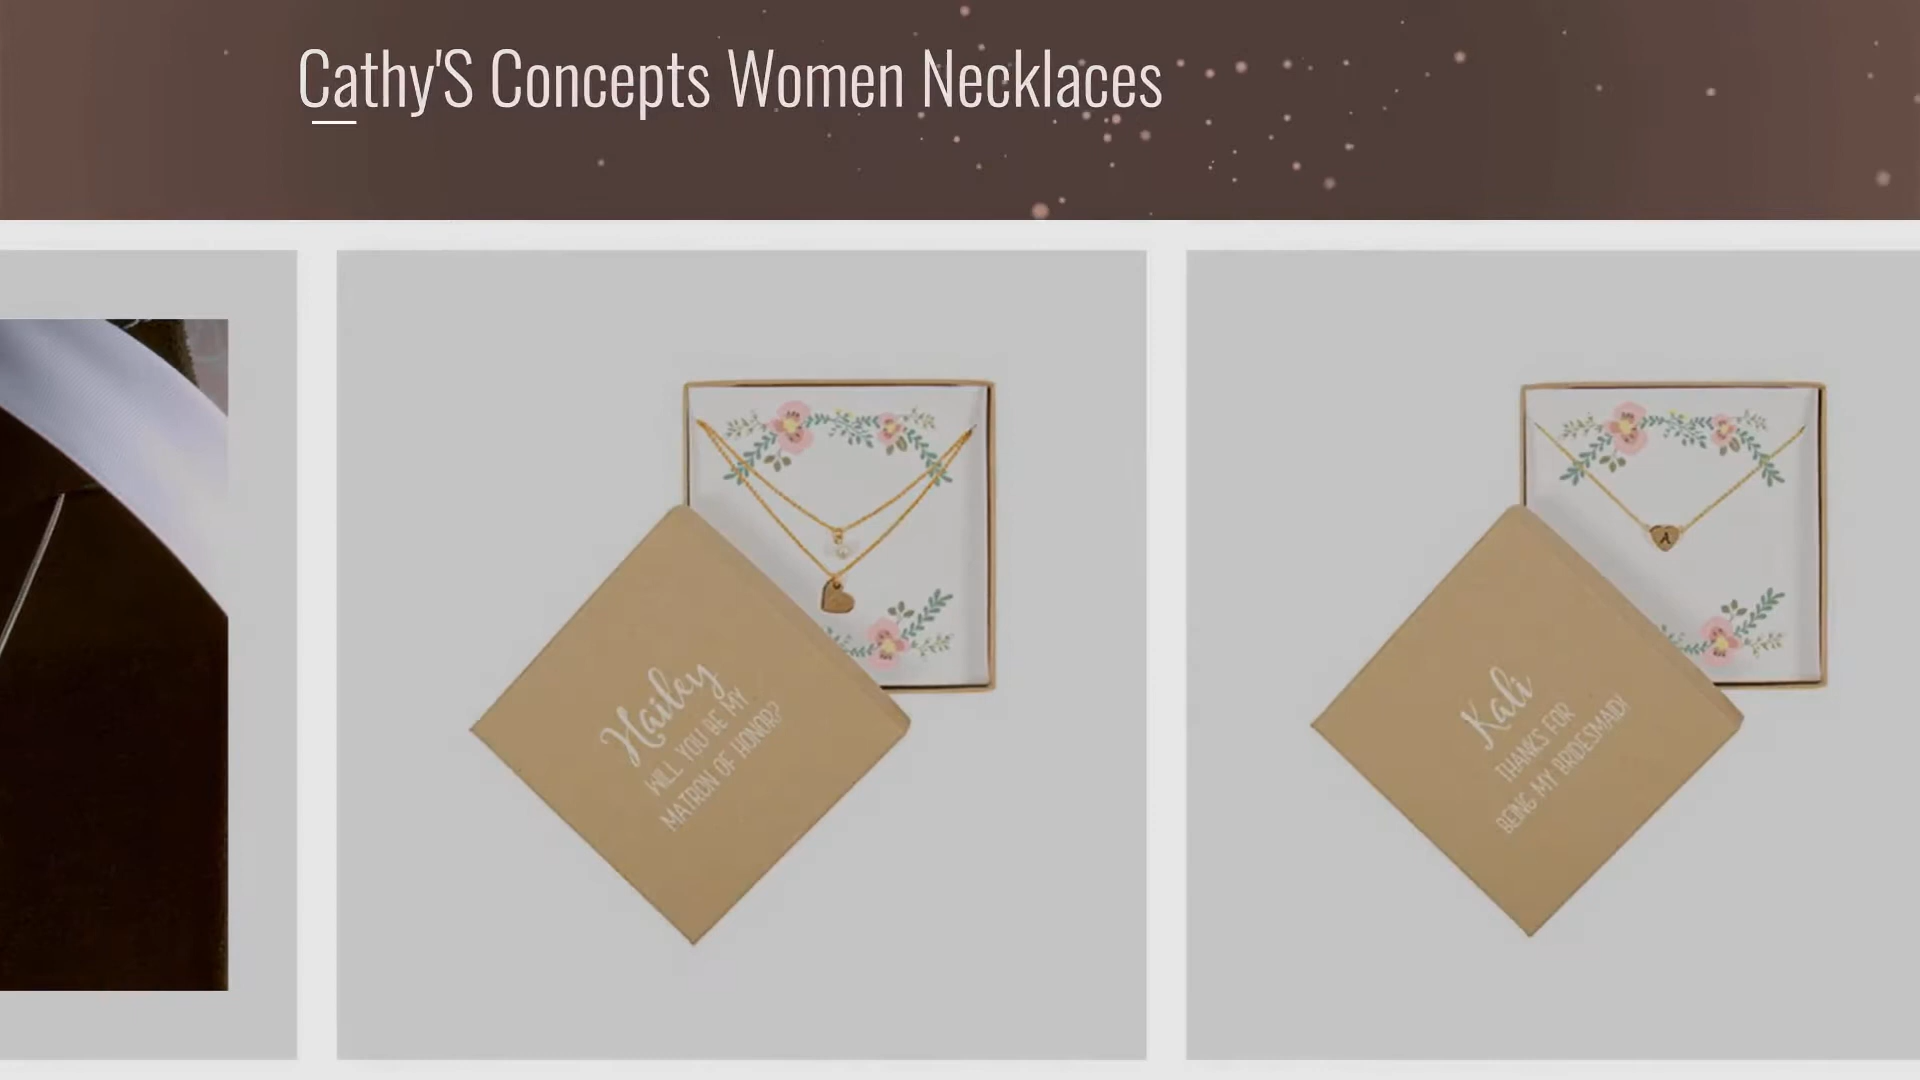 Cathy'S Concepts Women Necklaces
Hailey
WILL YOU BE MY
MATRON OF HONOR?
Kali
THANKS FOR
BEING MY BRIDESMAID!